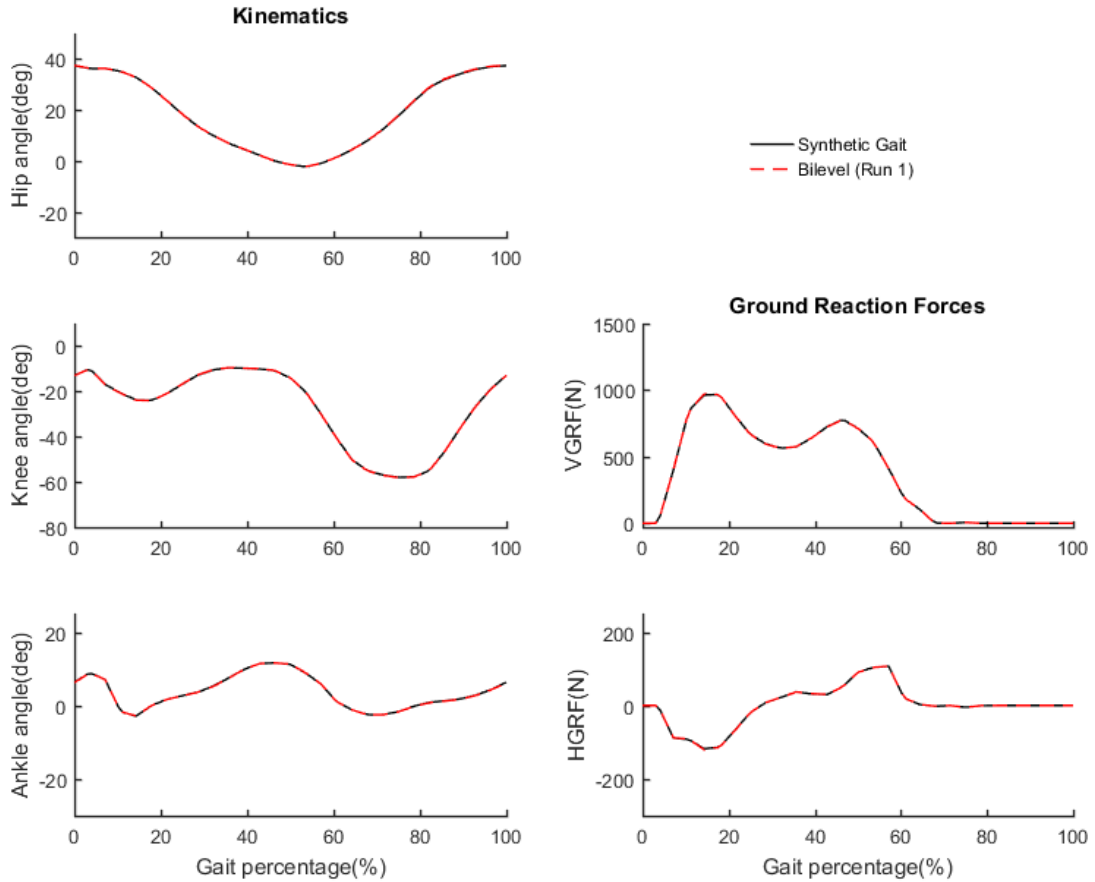 Kinematics
Hip angle(deg)
40
20
0
-20
0 20 40 60 80 100
Synthetic Gait
Bilevel (Run 1)
Knee angle(deg)
0
-20
-40
-60
-80
0 20 40 60 80 100
Ground Reaction Forces
VGRF(N)
1500
1000
500
0
0 20 40 60 80 100
Ankle angle(deg)
20
0
-20
0 20 40 60 80 100
Gait percentage(%)
HGRF(N)
200
0
-200
0 20 40 60 80 100
Gait percentage(%)